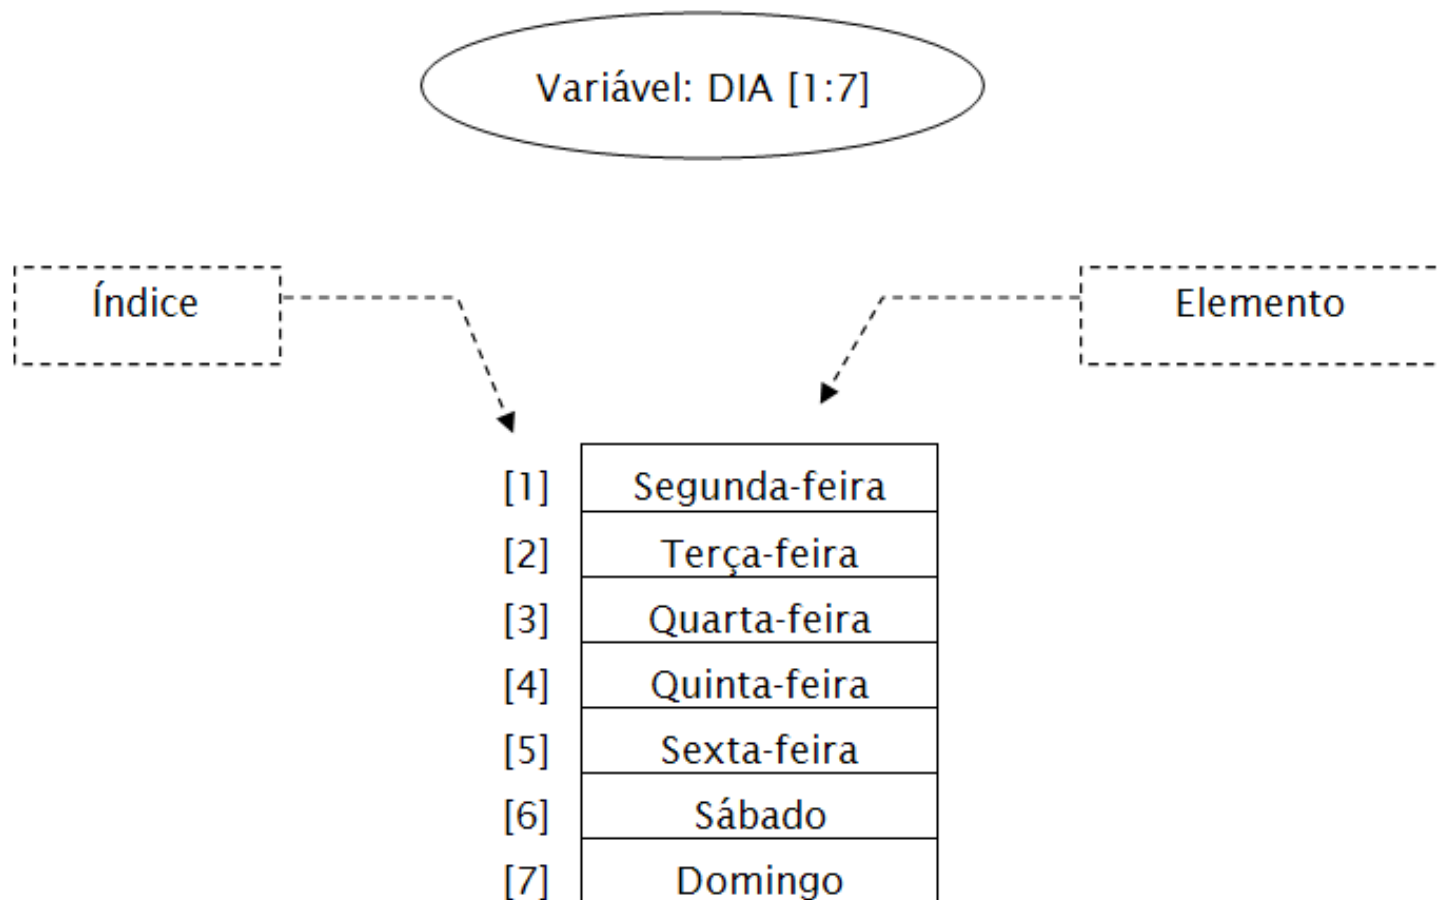 Variável: DIA [1:7]
Índice
Elemento
[1] Segunda-feira
[2] Terça-feira
[3] Quarta-feira
[4] Quinta-feira
[5] Sexta-feira
[6] Sábado
[7] Domingo